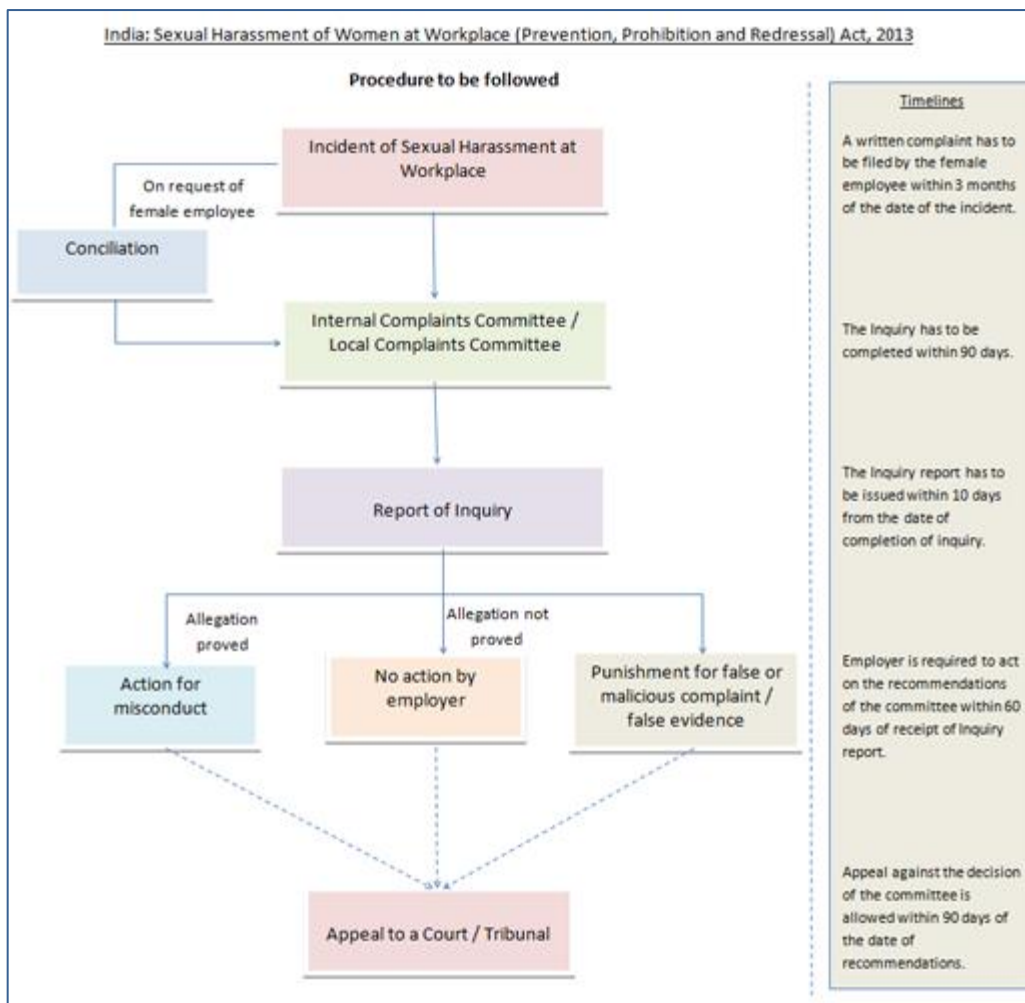 India: Sexual Harassment of Women at Workplace (Prevention, Prohibition and Redressal) Act, 2013
Procedure to be followed
Incident of Sexual Harassment at
Workplace
On request of
female employee
Conciliation
Internal Complaints Committee /
Local Complaints Committee
Report of Inquiry
Allegation
proved
Allegation not
proved
Action for
misconduct
No action by
employer
Punishment for false or
malicious complaint /
false evidence
Appeal to a Court / Tribunal
Timelines
A written complaint has to
be filed by the female
employee within 3 months
of the date of the incident.
The Inquiry has to be
completed within 90 days.
The Inquiry report has to
be issued within 10 days
from the date of
completion of inquiry.
Employer is required to act
on the recommendations
of the committee within 60
days of receipt of Inquiry
report.
Appeal against the decision
of the committee is
allowed within 90 days of
the date of
recommendations.